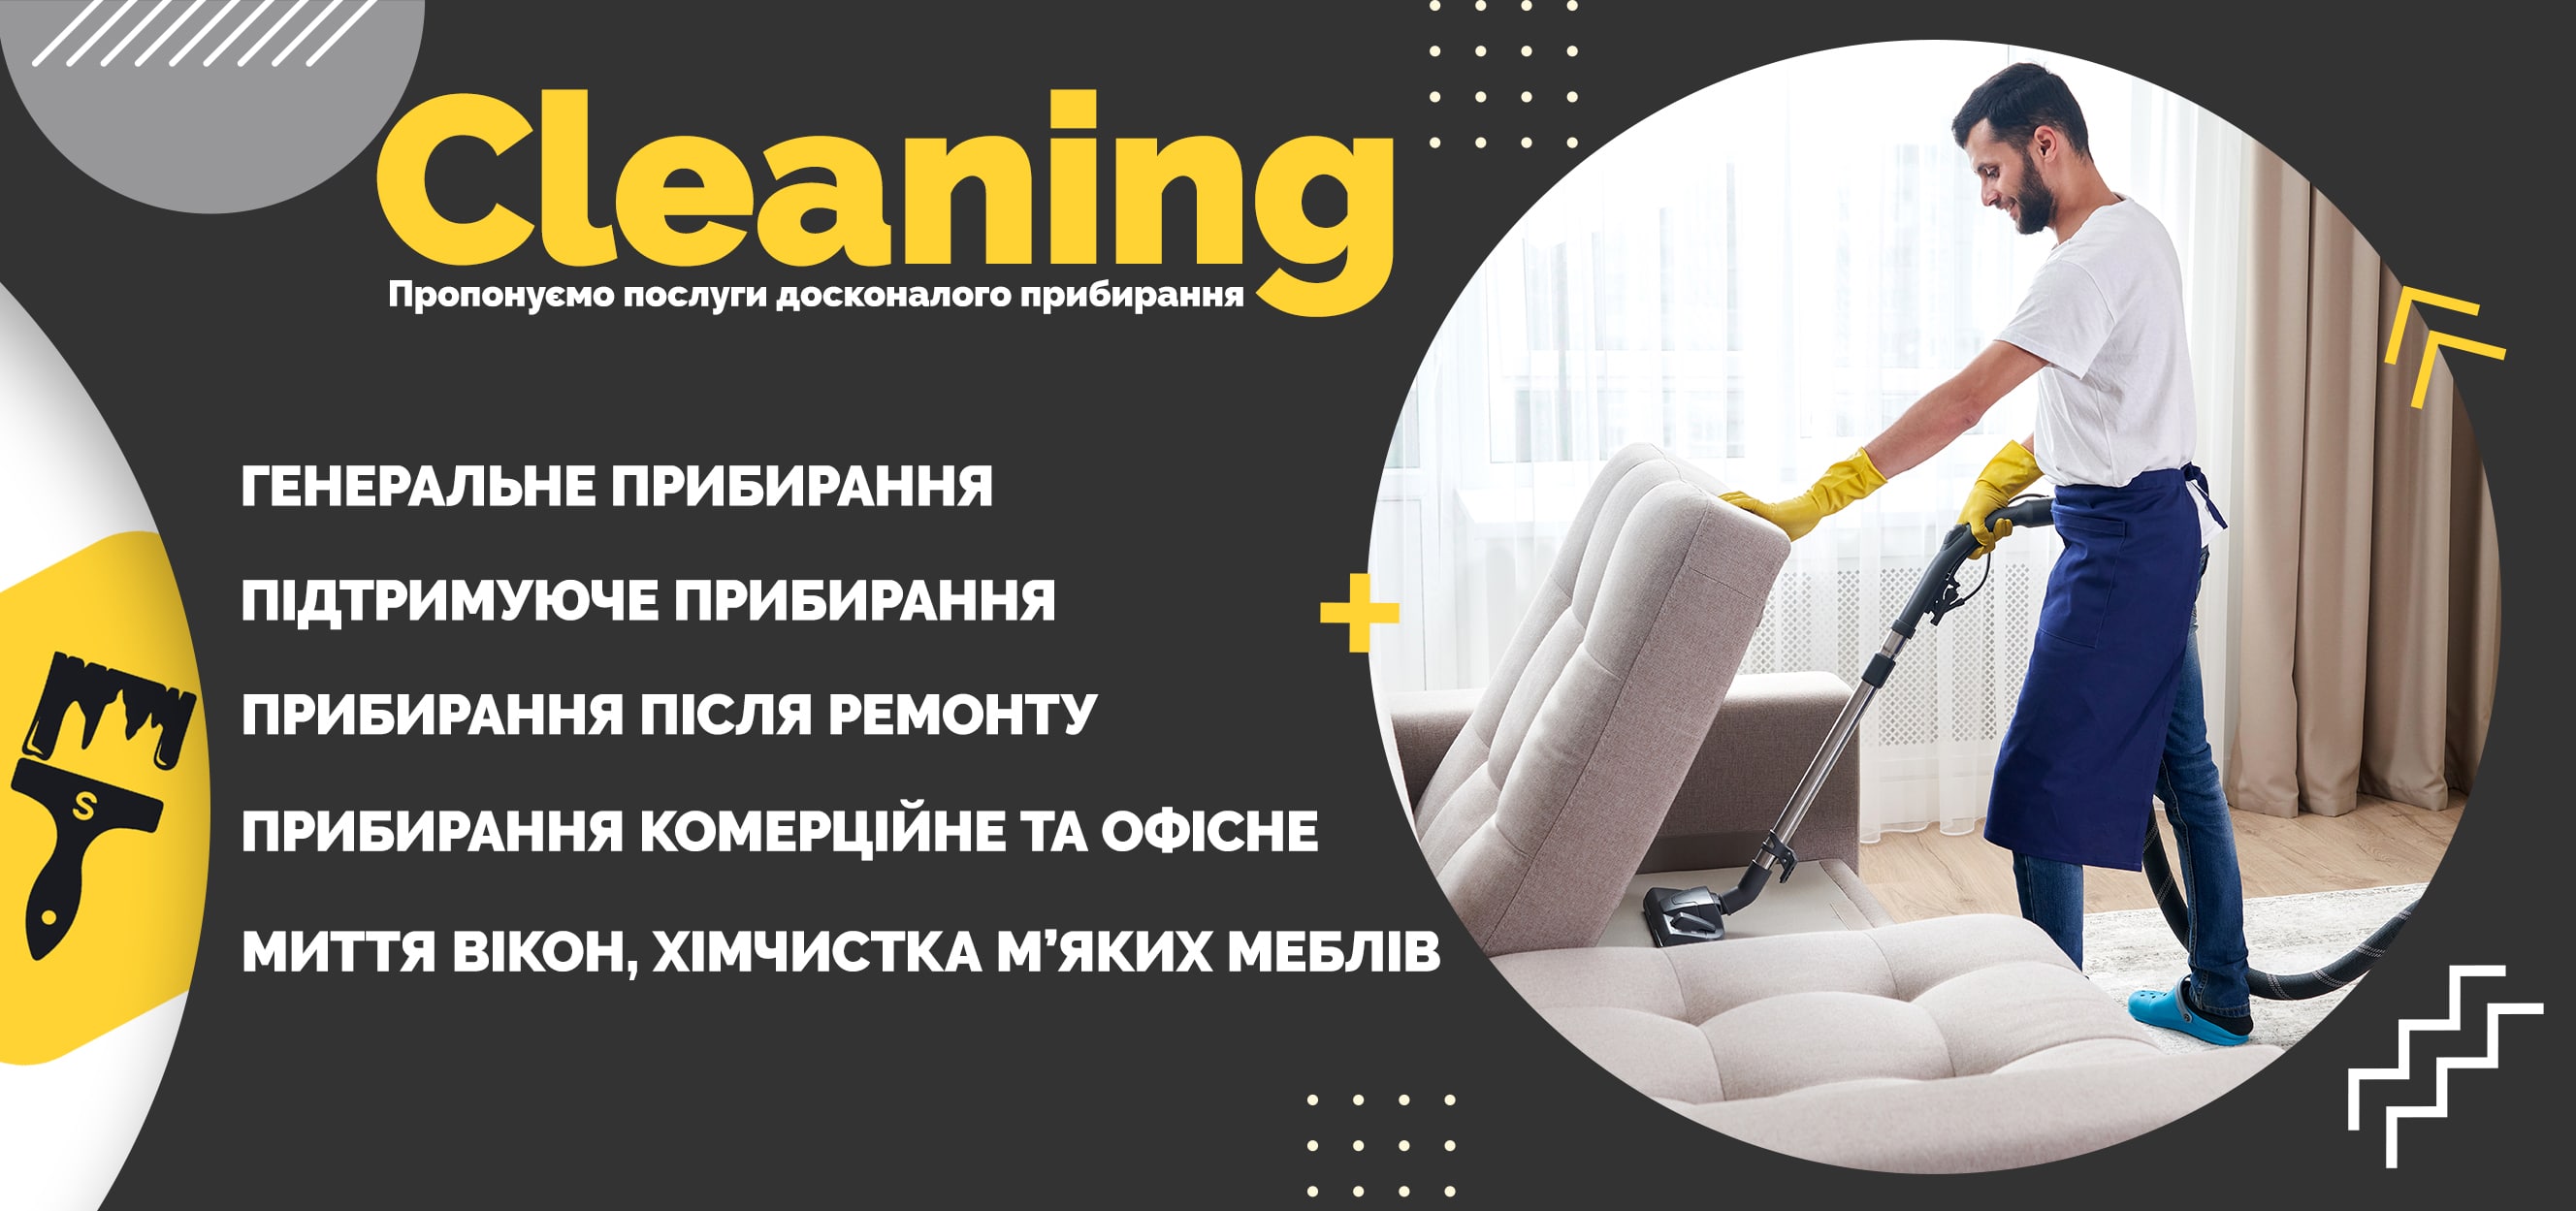 Cleaning
Пропонуємо послуги досконалого прибирання
ГЕНЕРАЛЬНЕ ПРИБИРАННЯ
ПІДТРИМУЮЧЕ ПРИБИРАННЯ
ПРИБИРАННЯ ПІСЛЯ РЕМОНТУ
ПРИБИРАННЯ КОМЕРЦІЙНЕ ТА ОФІСНЕ
МИТТЯ ВІКОН, ХІМЧИСТКА М’ЯКИХ МЕБЛІВ
S